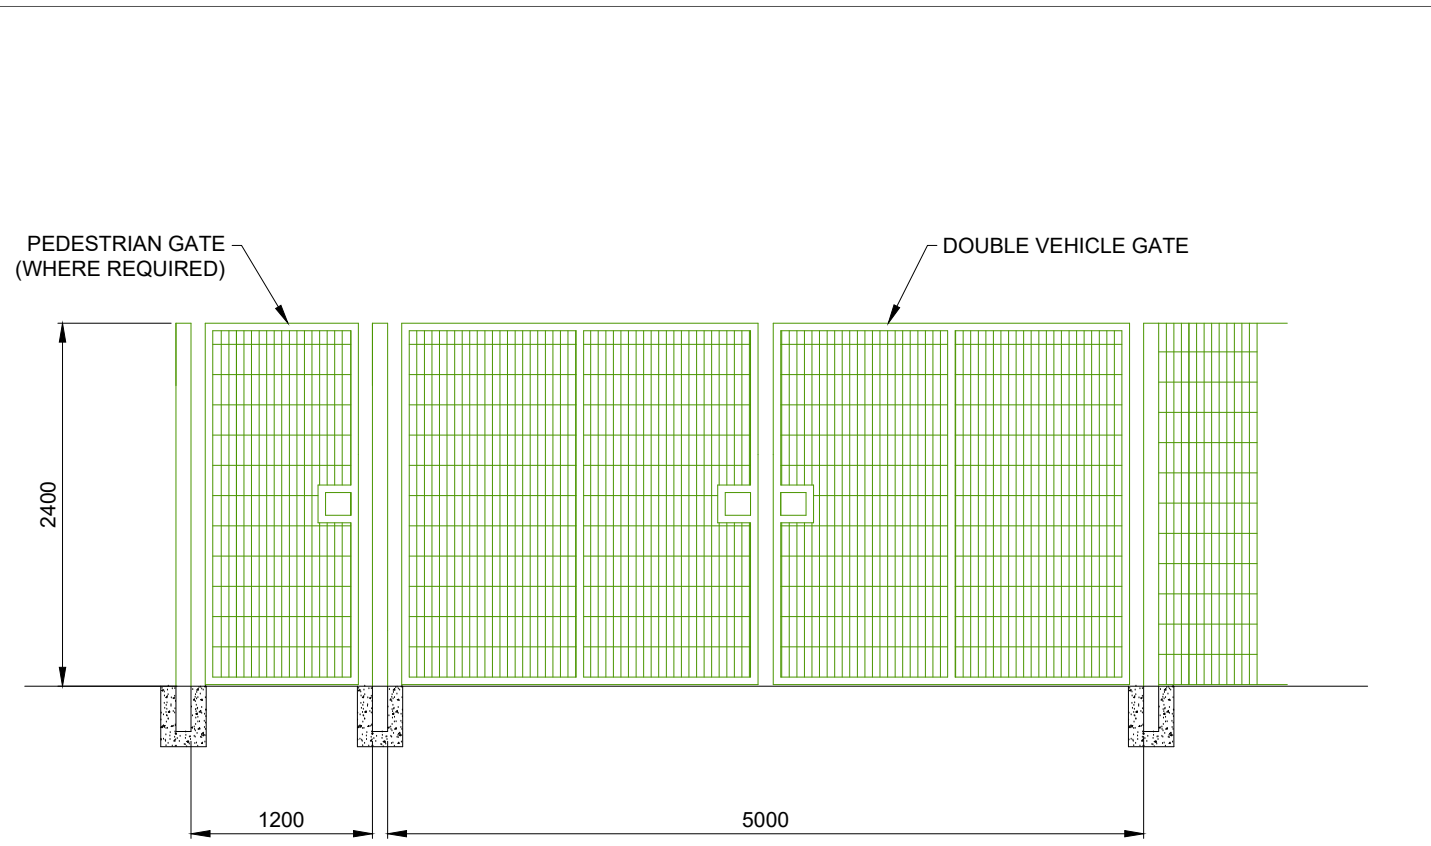 PEDESTRIAN GATE
(WHERE REQUIRED)
DOUBLE VEHICLE GATE
2400
1200
5000